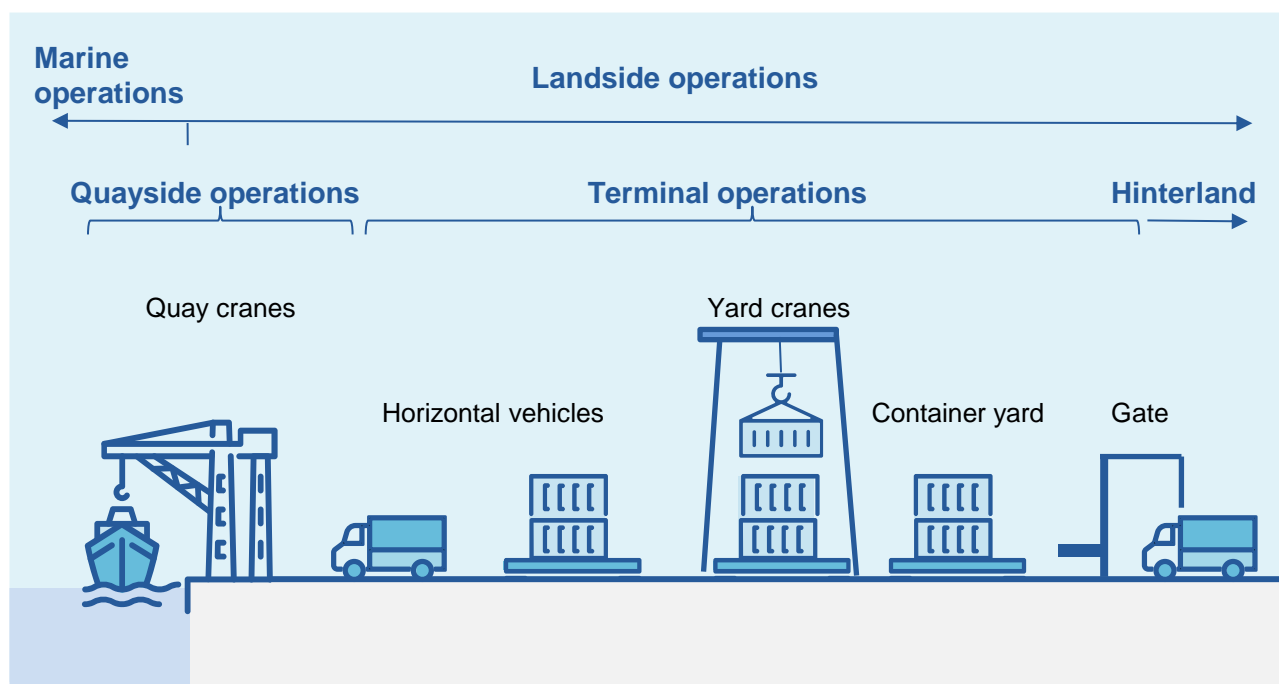 Marine
operations
Landside operations
Quayside operations
Terminal operations
Hinterland
Quay cranes
Yard cranes
Horizontal vehicles
Container yard
Gate